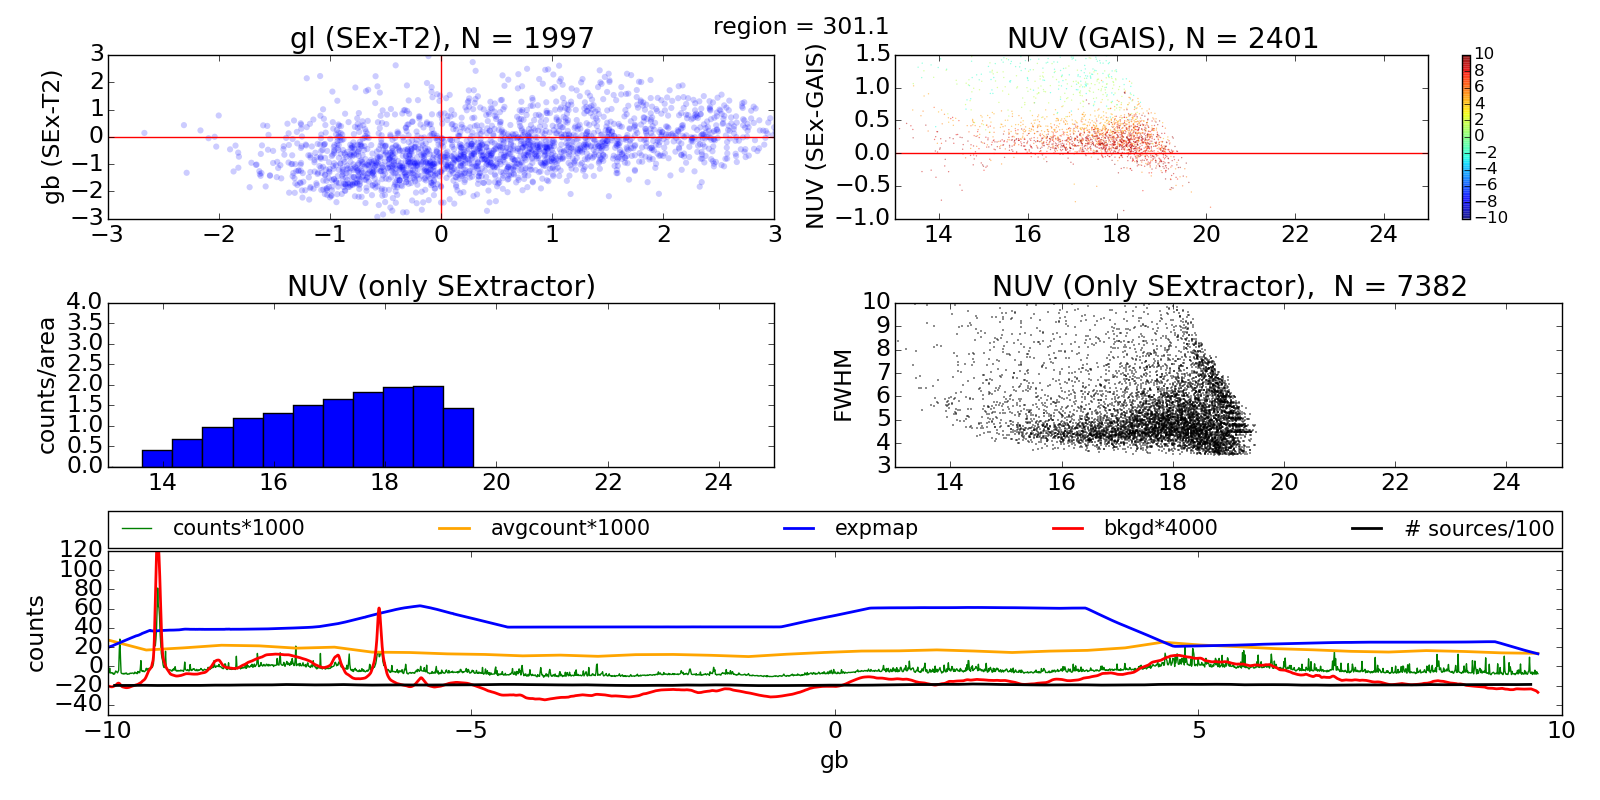 region = 301.1
gl (SEx-T2), N = 1997
gb (SEx-T2)
3
2
1
0
−1
−2
−3
−3 −2 −1 0 1 2 3
NUV (GAIS), N = 2401
NUV (SEx-GAIS)
1.5
1.0
0.5
0.0
−0.5
−1.0
14 16 18 20 22 24
10
8
6
4
2
0
−2
−4
−6
−8
−10
NUV (only SExtractor)
counts/area
4.0
3.5
3.0
2.5
2.0
1.5
1.0
0.5
0.0
14 16 18 20 22 24
NUV (Only SExtractor),  N = 7382
FWHM
10
9
8
7
6
5
4
3
14 16 18 20 22 24
counts*1000 avgcount*1000 expmap bkgd*4000 # sources/100
counts
120
100
80
60
40
20
0
−20
−40
−10 −5 0 5 10
gb